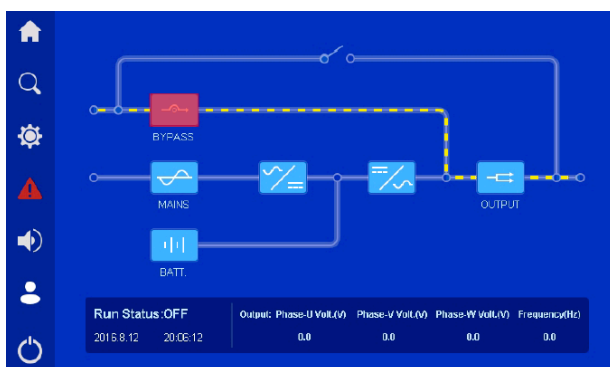 BYPASS
MAINS
OUTPUT
BATT.
Run Status:OFF
2016.8.12 20:06:12
Output: Phase-U Volt.(V) Phase-V Volt.(V) Phase-W Volt.(V) Frequency(Hz)
0.0 0.0 0.0 0.0